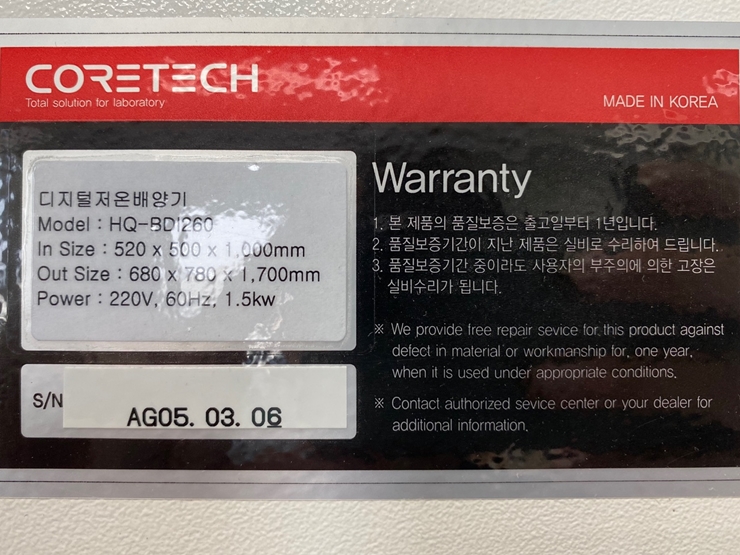 CORETECH
Total solution for laboratory
MADE IN KOREA
디지털저온배양기
Model : HQ-BDI260
In Size : 520 x 500 x 1,000mm
Out Size : 680 x 780 x 1,700mm
Power : 220V, 60Hz, 1.5kw
S/N
AG05. 03. 06
Warranty
1. 본 제품의 품질보증은 출고일부터 1년입니다.
2. 품질보증기간이 지난 제품은 실비로 수리하여 드립니다.
3. 품질보증기간 중이라도 사용자의 부주의에 의한 고장은
실비수리가 됩니다.
※ We provide free repair sevice for this product against
defect in material or workmanship for, one year,
when it is used under appropriate conditions.
※ Contact authorized sevice center or your dealer for
additional information.